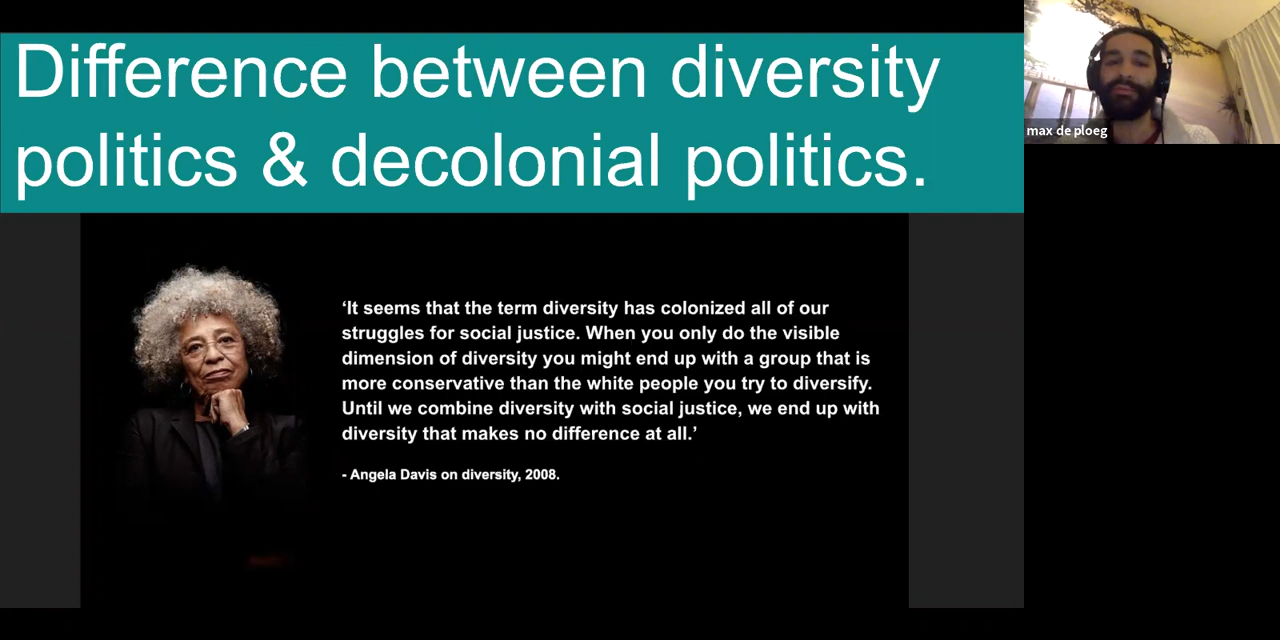 Difference between diversity
politics & decolonial politics.
max de ploeg
‘It seems that the term diversity has colonized all of our
struggles for social justice. When you only do the visible
dimension of diversity you might end up with a group that is
more conservative than the white people you try to diversify.
Until we combine diversity with social justice, we end up with
diversity that makes no difference at all.’
- Angela Davis on diversity, 2008.